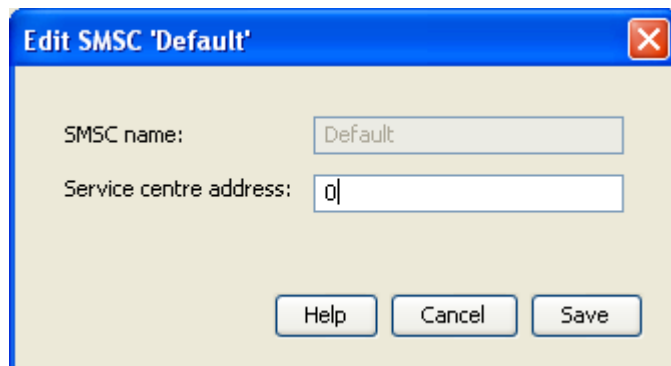 Edit SMSC 'Default'
SMSC name: Default
Service centre address: 0
Help Cancel Save